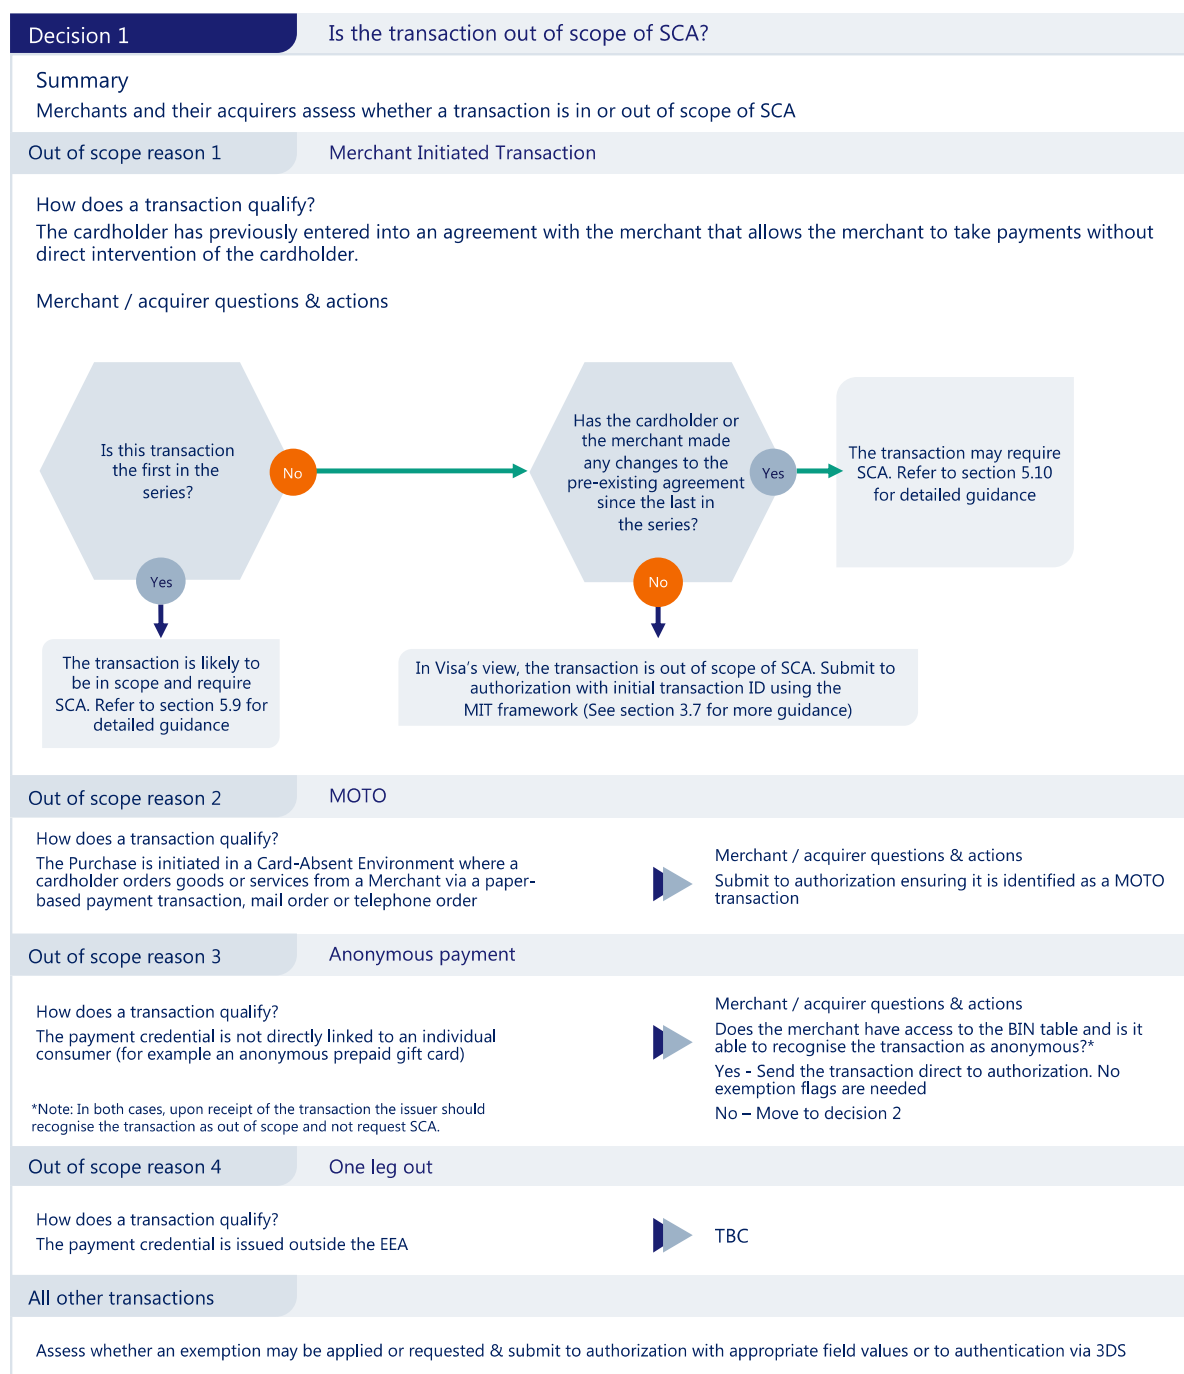 Decision 1
Is the transaction out of scope of SCA?
Summary
Merchants and their acquirers assess whether a transaction is in or out of scope of SCA
Out of scope reason 1
Merchant Initiated Transaction
How does a transaction qualify?
The cardholder has previously entered into an agreement with the merchant that allows the merchant to take payments without
direct intervention of the cardholder.
Merchant / acquirer questions & actions
Is this transaction
the first in the
series?
No
Has the cardholder or
the merchant made
any changes to the
pre-existing agreement
since the last in
the series?
Yes
The transaction may require
SCA. Refer to section 5.10
for detailed guidance
Yes
No
The transaction is likely to
be in scope and require
SCA. Refer to section 5.9 for
detailed guidance
In Visa's view, the transaction is out of scope of SCA. Submit to
authorization with initial transaction ID using the
MIT framework (See section 3.7 for more guidance)
Out of scope reason 2
MOTO
How does a transaction qualify?
The Purchase is initiated in a Card-Absent Environment where a
cardholder orders goods or services from a Merchant via a paper-
based payment transaction, mail order or telephone order
Merchant / acquirer questions & actions
Submit to authorization ensuring it is identified as a MOTO
transaction
Out of scope reason 3
Anonymous payment
How does a transaction qualify?
The payment credential is not directly linked to an individual
consumer (for example an anonymous prepaid gift card)
*Note: In both cases, upon receipt of the transaction the issuer should
recognise the transaction as out of scope and not request SCA.
Merchant / acquirer questions & actions
Does the merchant have access to the BIN table and is it
able to recognise the transaction as anonymous?*
Yes - Send the transaction direct to authorization. No
exemption flags are needed
No – Move to decision 2
Out of scope reason 4
One leg out
How does a transaction qualify?
The payment credential is issued outside the EEA
TBC
All other transactions
Assess whether an exemption may be applied or requested & submit to authorization with appropriate field values or to authentication via 3DS